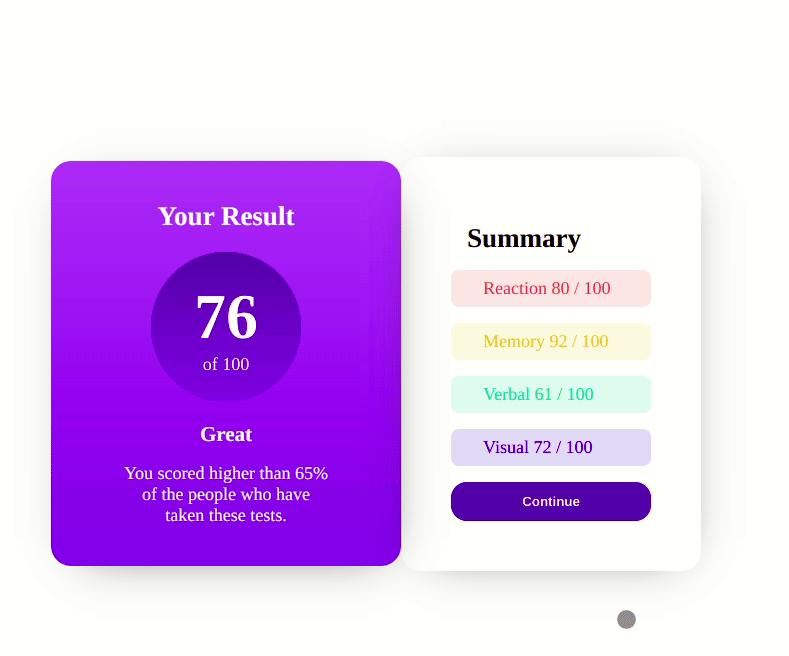 Your Result
76
of 100
Great
You scored higher than 65%
of the people who have
taken these tests.
Summary
Reaction 80 / 100
Memory 92 / 100
Verbal 61 / 100
Visual 72 / 100
Continue